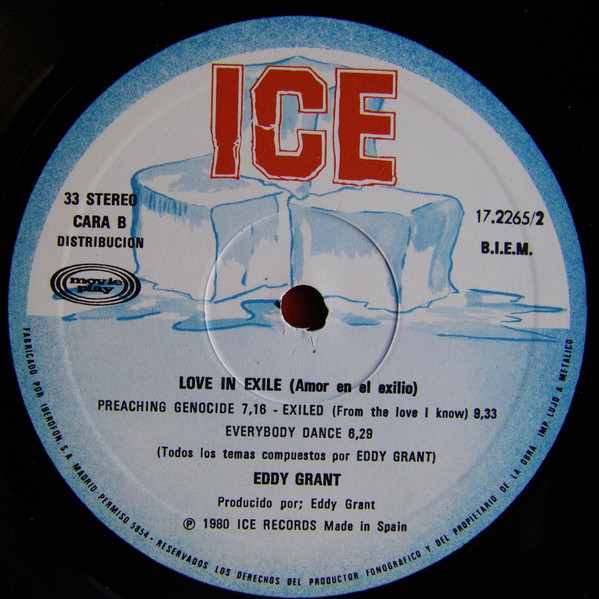 ICE
33 STEREO
CARA B
DISTRIBUCION
movie
play
17.2265/2
B.I.E.M.
LOVE IN EXILE (Amor en el exilio)
PREACHING GENOCIDE 7,16 - EXILED (From the love I know) 9,33
EVERYBODY DANCE 6,29
(Todos los temas compuestos por EDDY GRANT)
EDDY GRANT
Producido por; Eddy Grant
℗ 1980 ICE RECORDS Made in Spain
FABRICADO POR IBEROFON, S.A. MADRID PERMISO 5854 - RESERVADOS LOS DERECHOS DEL PRODUCTOR FONOGRAFICO Y DEL PROPIETARIO DE LA OBRA. IMP. LUJO A METALICO.